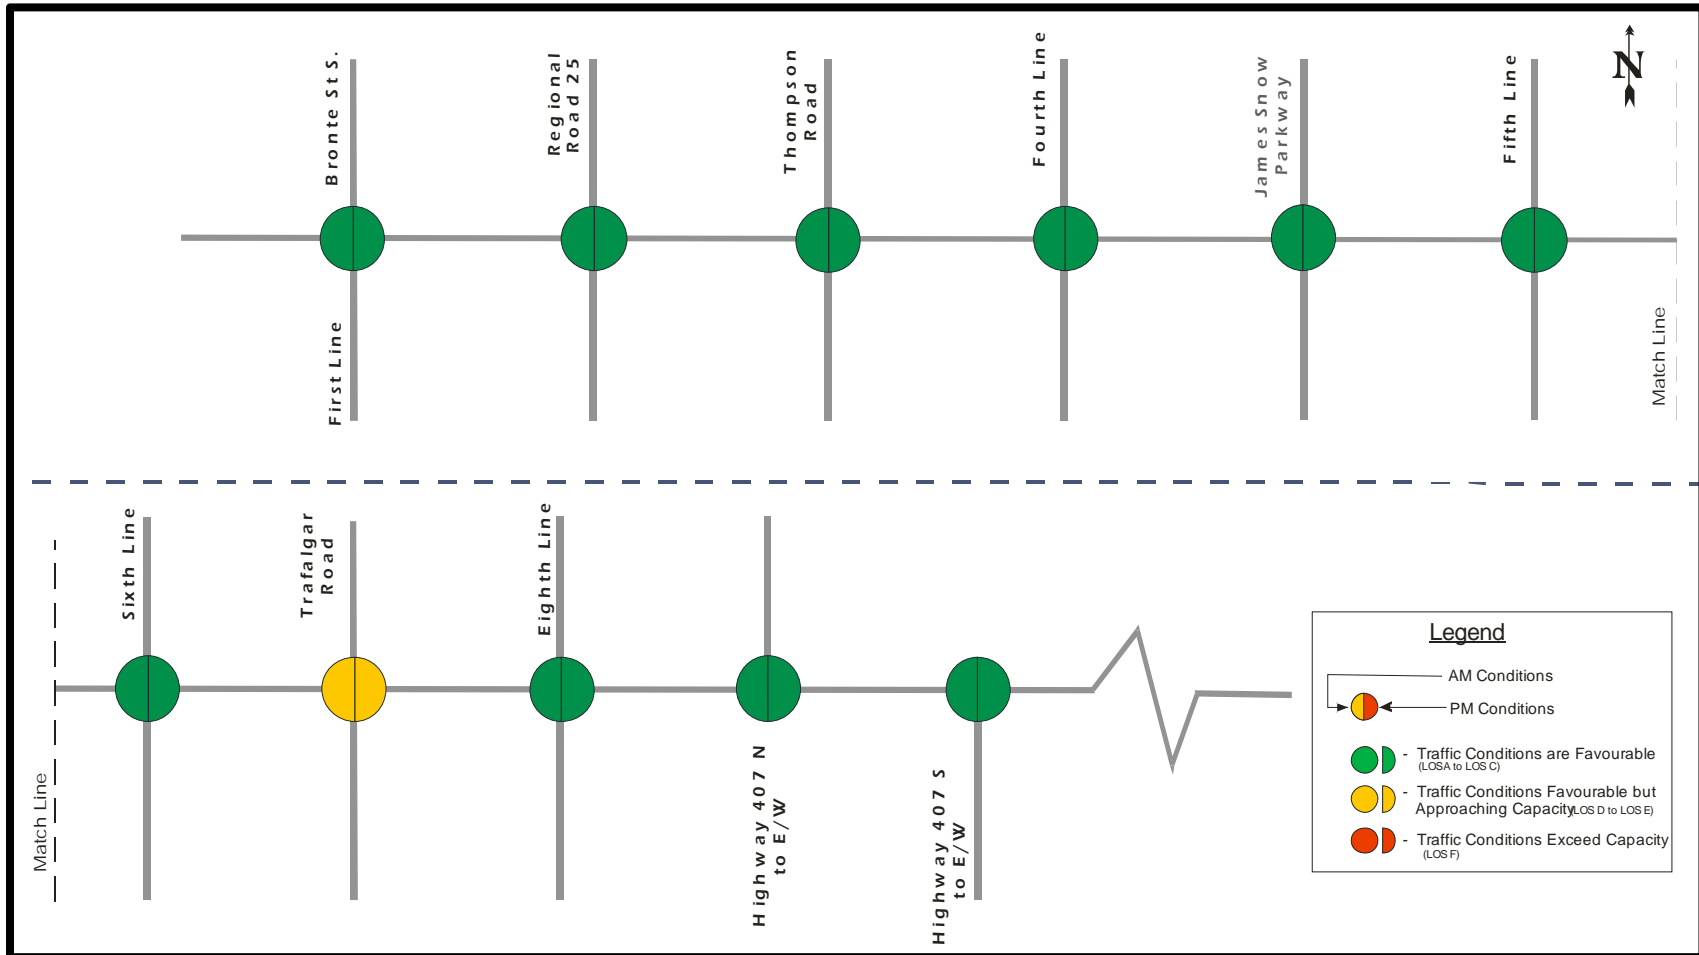 Bronte St S.
Regional
Road 25
Thompson
Road
Fourth Line
James Snow
Parkway
Fifth Line
N
First Line
Match Line
Sixth Line
Trafalgar
Road
Eighth Line
Match Line
Highway 407 N
to E/W
Highway 407 S
to E/W
Legend
AM Conditions
PM Conditions
- Traffic Conditions are Favourable
(LOSA to LOS C)
- Traffic Conditions Favourable but
Approaching Capacity(LOS D to LOS E)
- Traffic Conditions Exceed Capacity
(LOS F)